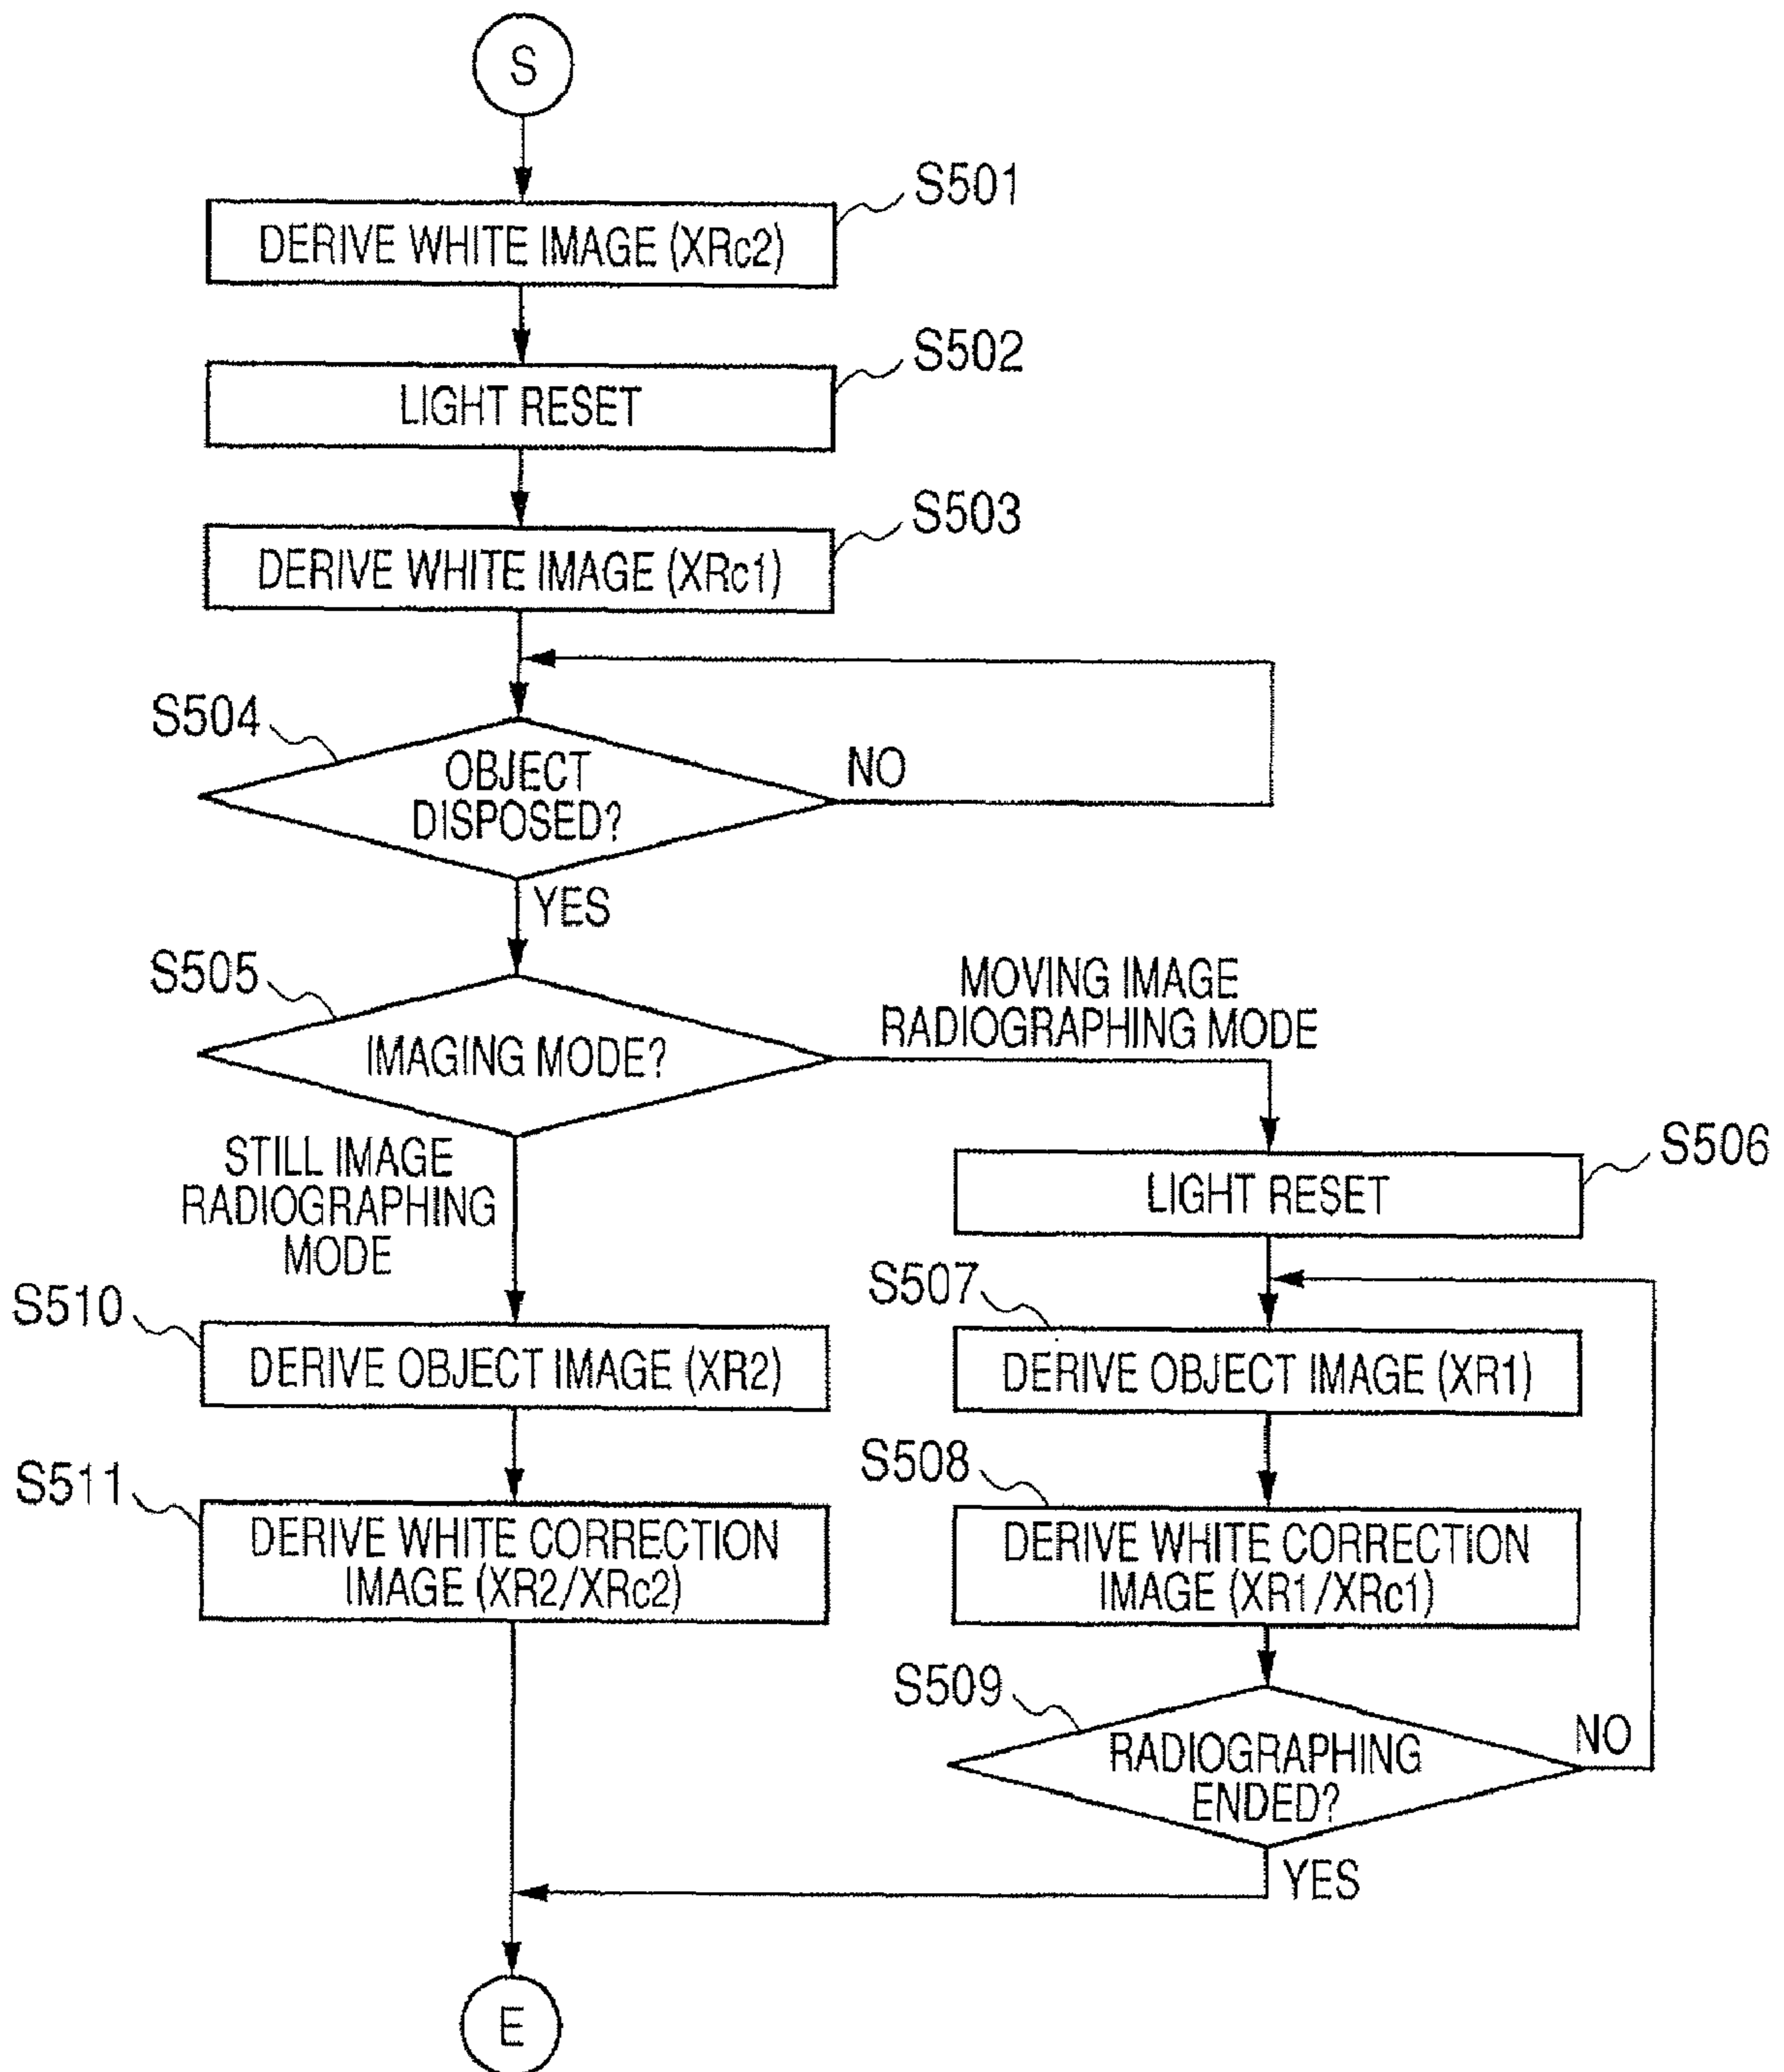 S
S501
DERIVE WHITE IMAGE (XRc2)
S502
LIGHT RESET
S503
DERIVE WHITE IMAGE (XRc1)
S504
OBJECT
DISPOSED?
NO
YES
S505
IMAGING MODE?
MOVING IMAGE
RADIOGRAPHING MODE
STILL IMAGE
RADIOGRAPHING
MODE
S506
LIGHT RESET
S510
DERIVE OBJECT IMAGE (XR2)
S507
DERIVE OBJECT IMAGE (XR1)
S511
DERIVE WHITE CORRECTION
IMAGE (XR2/XRc2)
S508
DERIVE WHITE CORRECTION
IMAGE (XR1/XRc1)
S509
RADIOGRAPHING
ENDED?
NO
YES
E